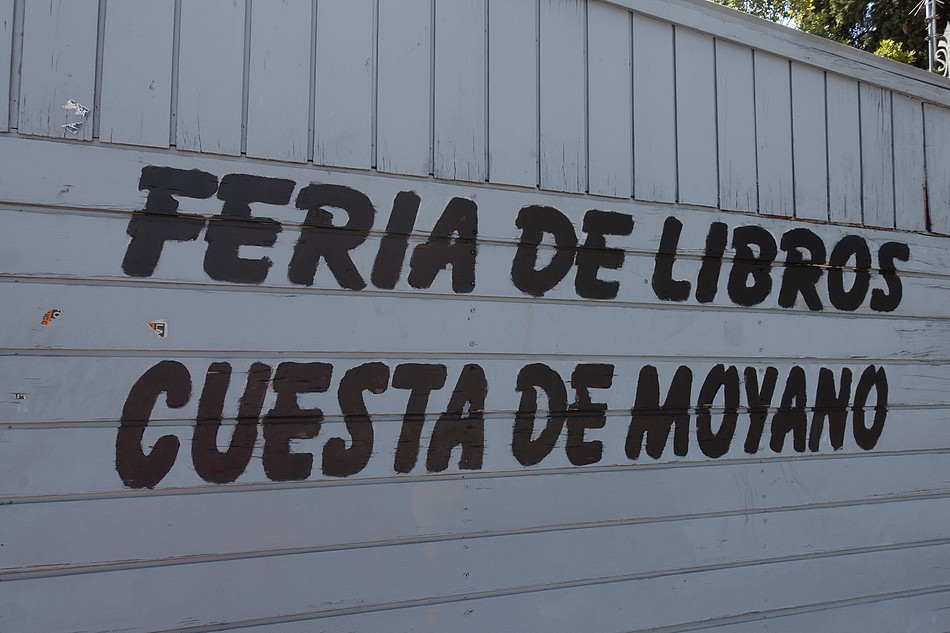 FERIA DE LIBROS
CUESTA DE MOYANO